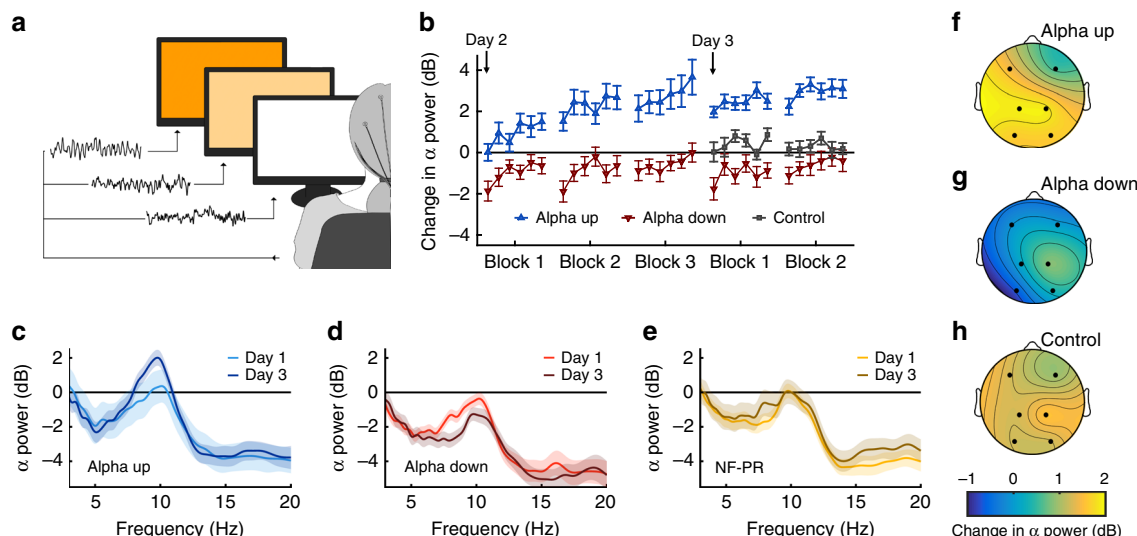 a
b
Day 2
Day 3
Change in α power (dB)
4
2
0
−2
−4
Alpha up
Alpha down
Control
Block 1
Block 2
Block 3
Block 1
Block 2
c
α power (dB)
2
0
−2
−4
Day 1
Day 3
Alpha up
5
10
15
20
Frequency (Hz)
d
2
0
−2
−4
Day 1
Day 3
Alpha down
5
10
15
20
Frequency (Hz)
e
2
0
−2
−4
Day 1
Day 3
NF-PR
5
10
15
20
Frequency (Hz)
f
Alpha up
g
Alpha down
h
Control
−1
0
1
2
Change in α power (dB)